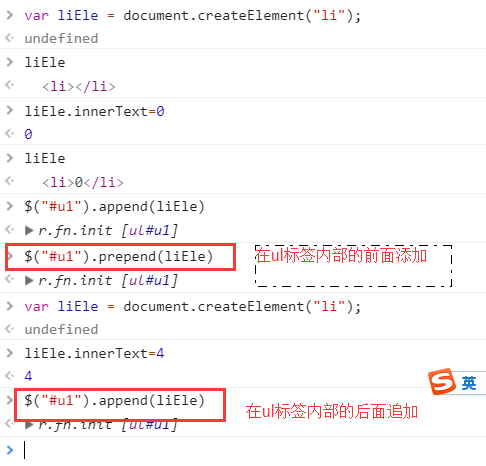 var liEle = document.createElement("li");
undefined
liEle
<li></li>
liEle.innerText=0
0
liEle
<li>0</li>
$("#u1").append(liEle)
r.fn.init [ul#u1]
$("#u1").prepend(liEle) 在ul标签内部的前面添加
r.fn.init [ul#u1]
var liEle = document.createElement("li");
undefined
liEle.innerText=4
4 S 英
$("#u1").append(liEle) 在ul标签内部的后面追加
r.fn.init [ul#u1]